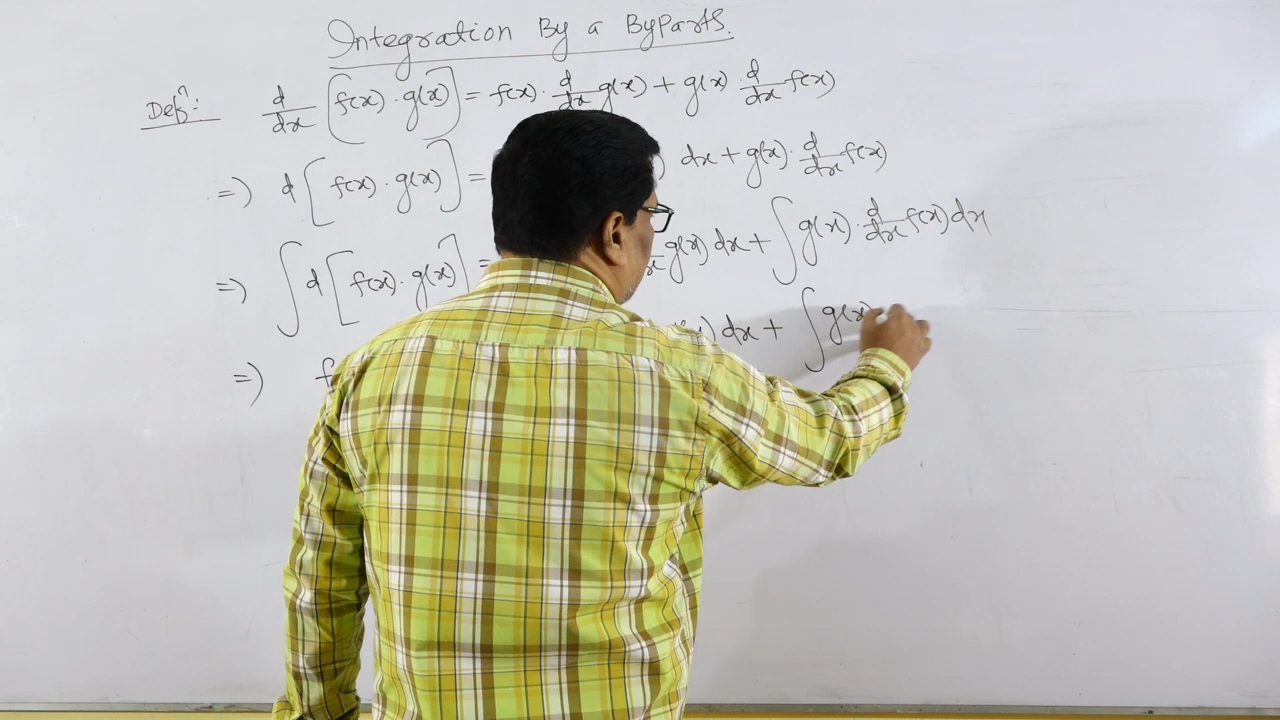 Integration By a ByParts.
Defⁿ: d/dx [f(x)·g(x)] = f(x)· d/dx g(x) + g(x)· d/dx f(x)
=) d [f(x)·g(x)] = ) dx + g(x)· d/dx f(x)
=) ∫ d [f(x)·g(x)] = g(x) dx + ∫ g(x)· d/dx f(x) dx
=) f dx + ∫ g(x)